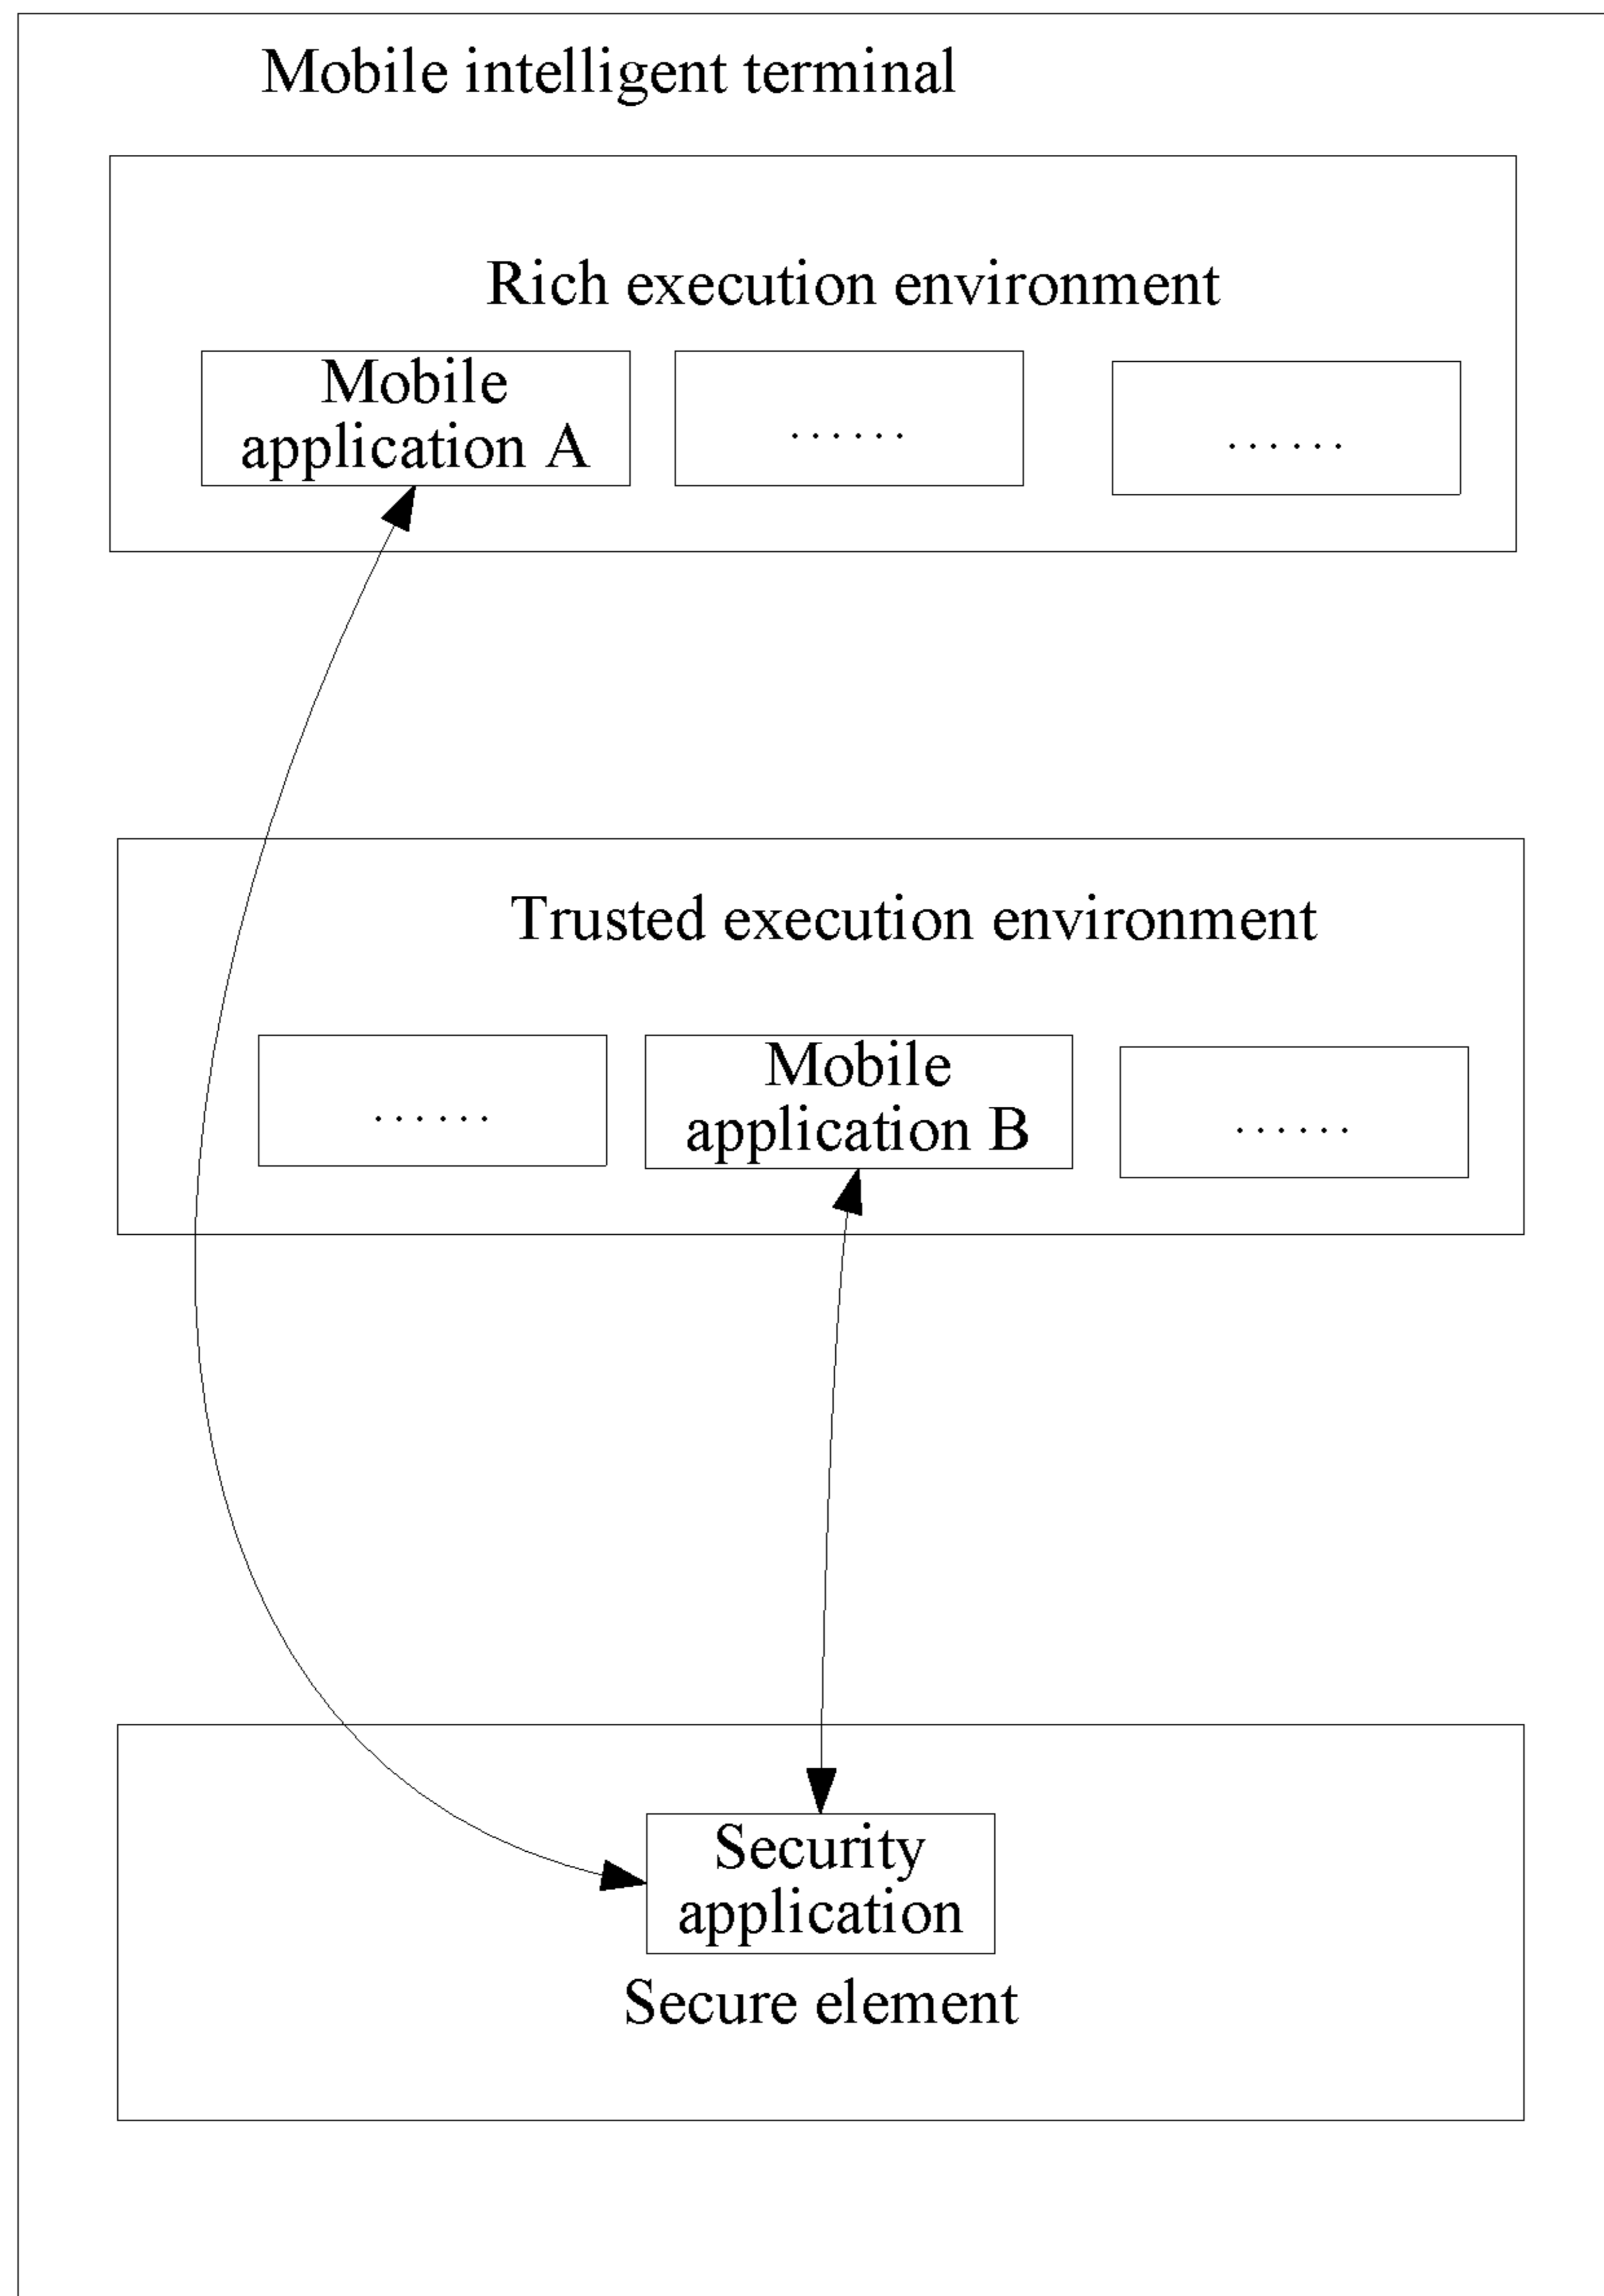 Mobile intelligent terminal
Rich execution environment
Mobile
application A
......
......
Trusted execution environment
......
Mobile
application B
......
Security
application
Secure element